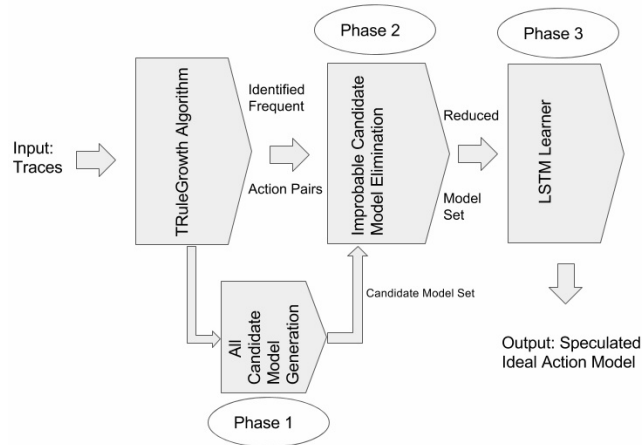 Phase 2
Phase 3
Input:
Traces
TRuleGrowth Algorithm
Identified
Frequent
Action Pairs
Improbable Candidate
Model Elimination
Reduced
Model
Set
LSTM Learner
All
Candidate
Model
Generation
Candidate Model Set
Phase 1
Output: Speculated
Ideal Action Model